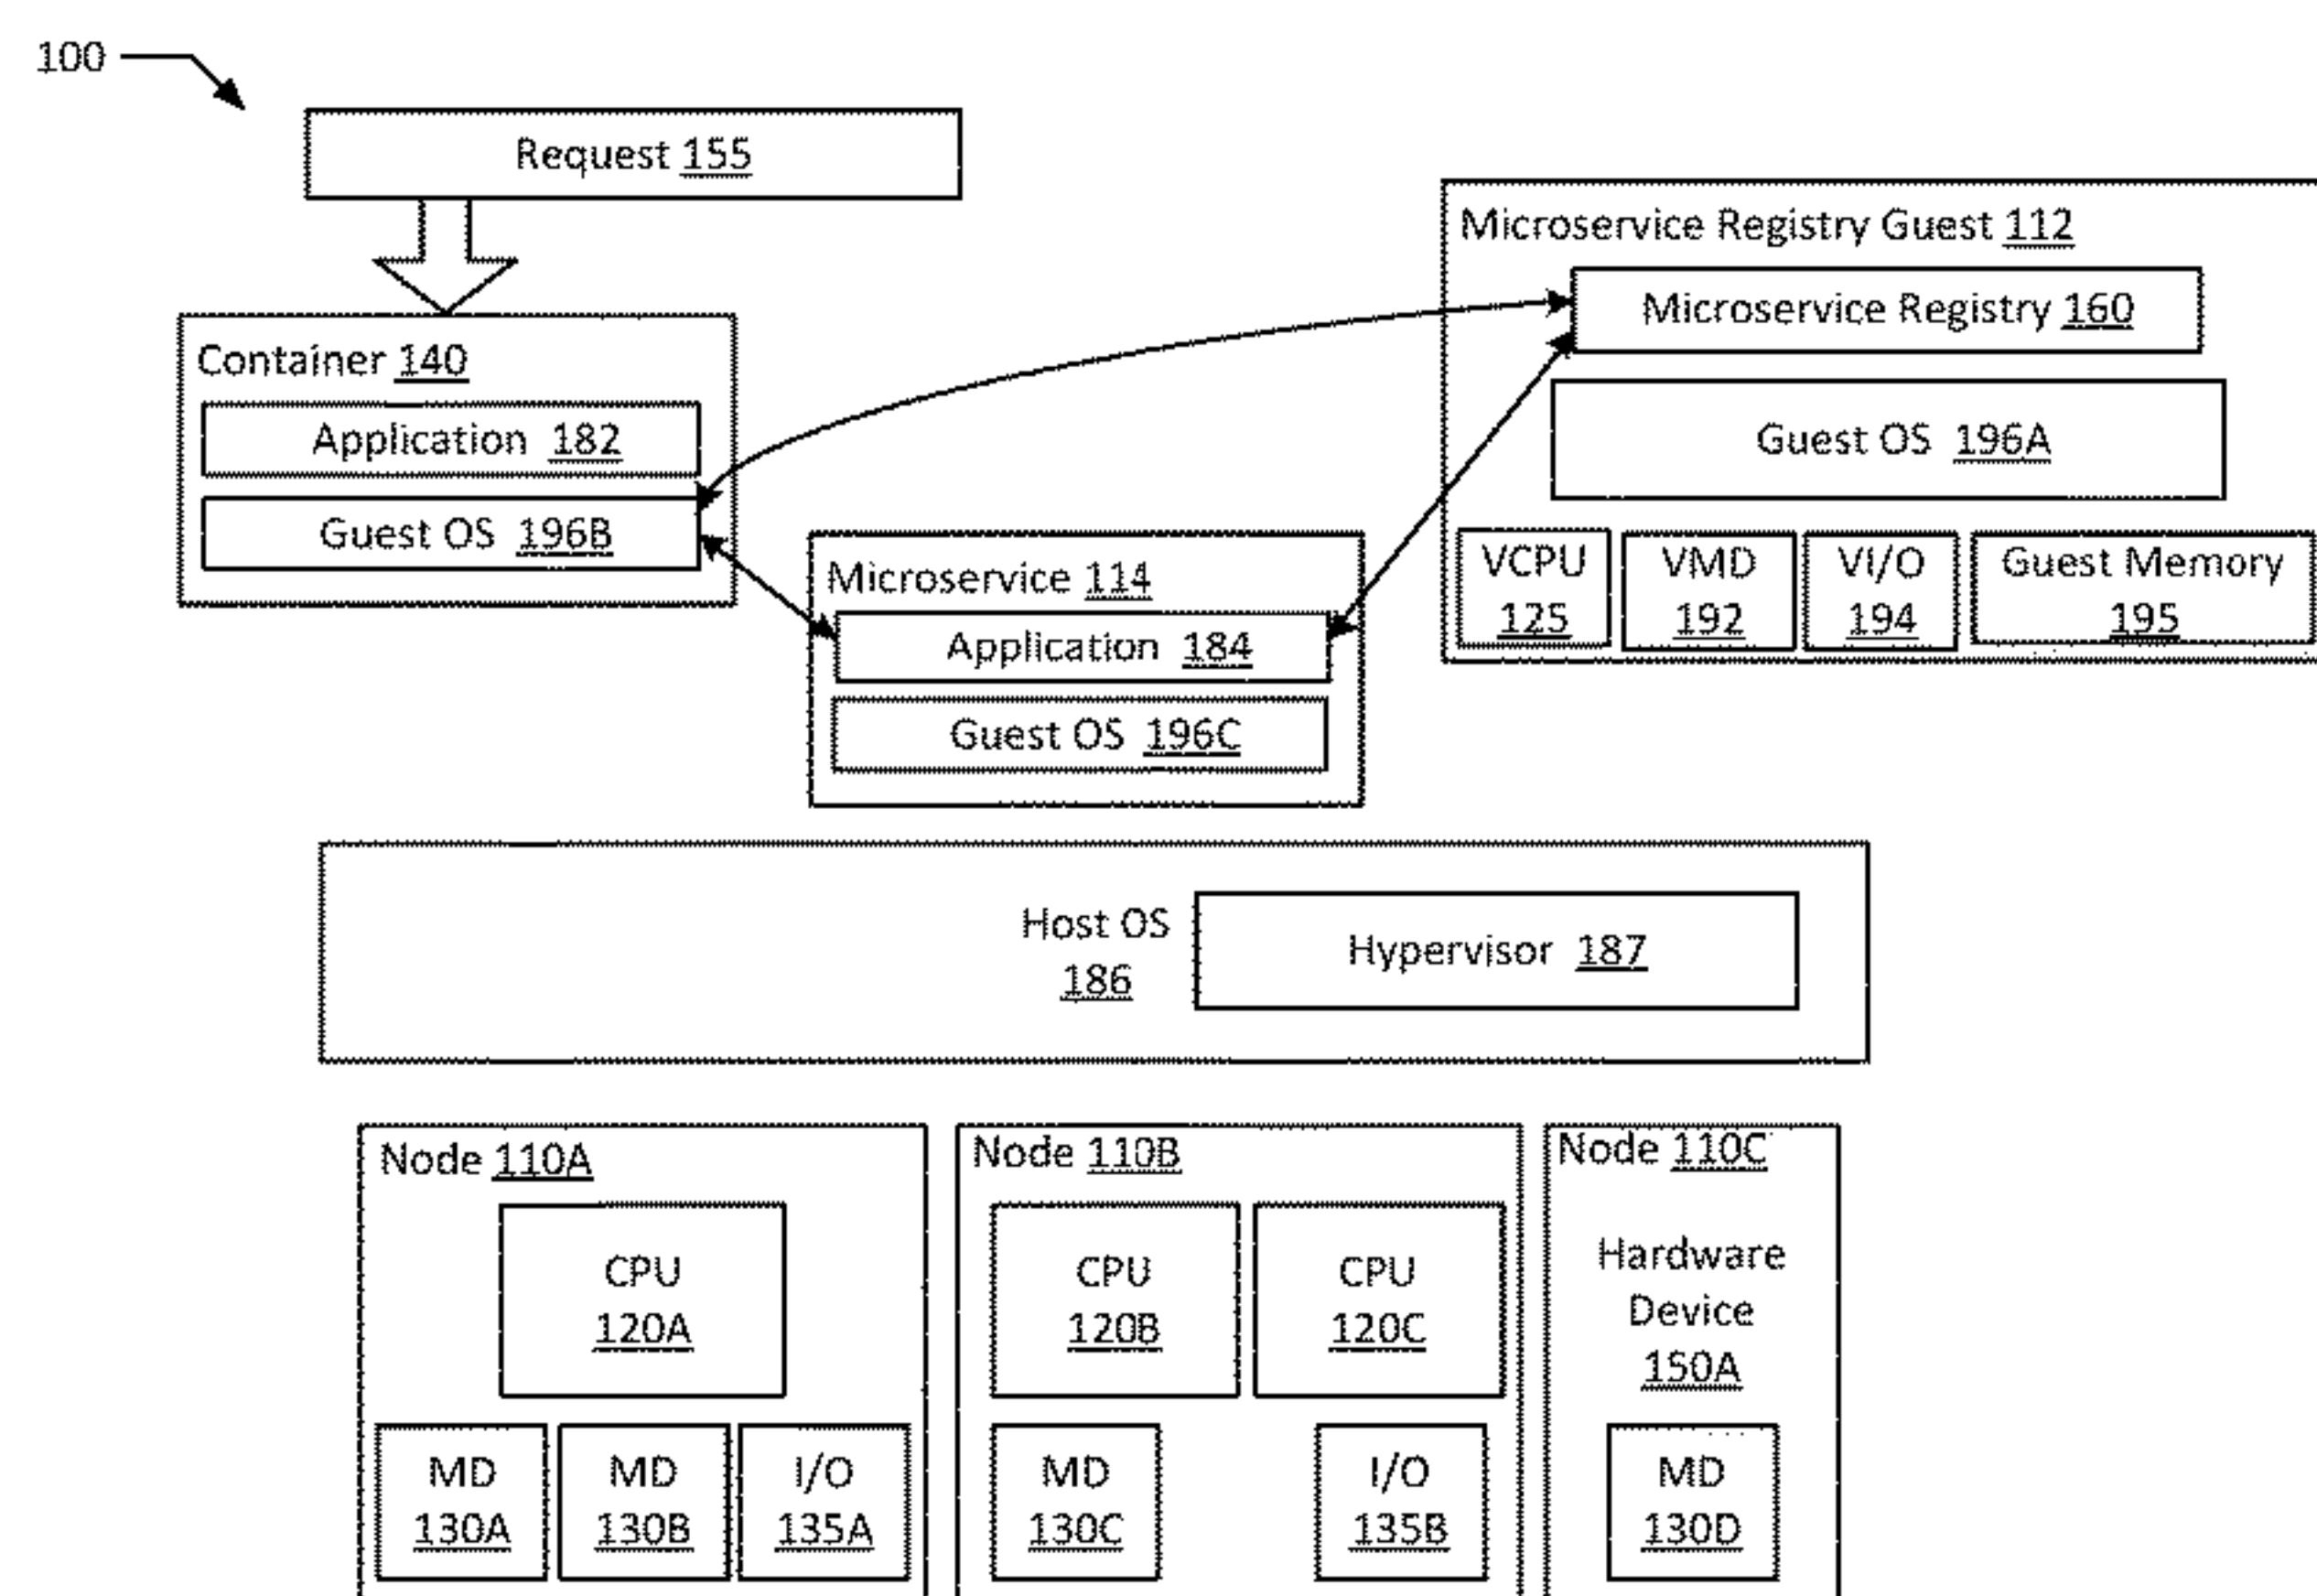 100
Request 155
Microservice Registry Guest 112
Microservice Registry 160
Guest OS 196A
VCPU
125
VMD
192
VI/O
194
Guest Memory
195
Container 140
Application 182
Guest OS 196B
Microservice 114
Application 184
Guest OS 196C
Host OS
186
Hypervisor 187
Node 110A
CPU
120A
MD
130A
MD
130B
I/O
135A
Node 110B
CPU
120B
CPU
120C
MD
130C
I/O
135B
Node 110C
Hardware
Device
150A
MD
130D